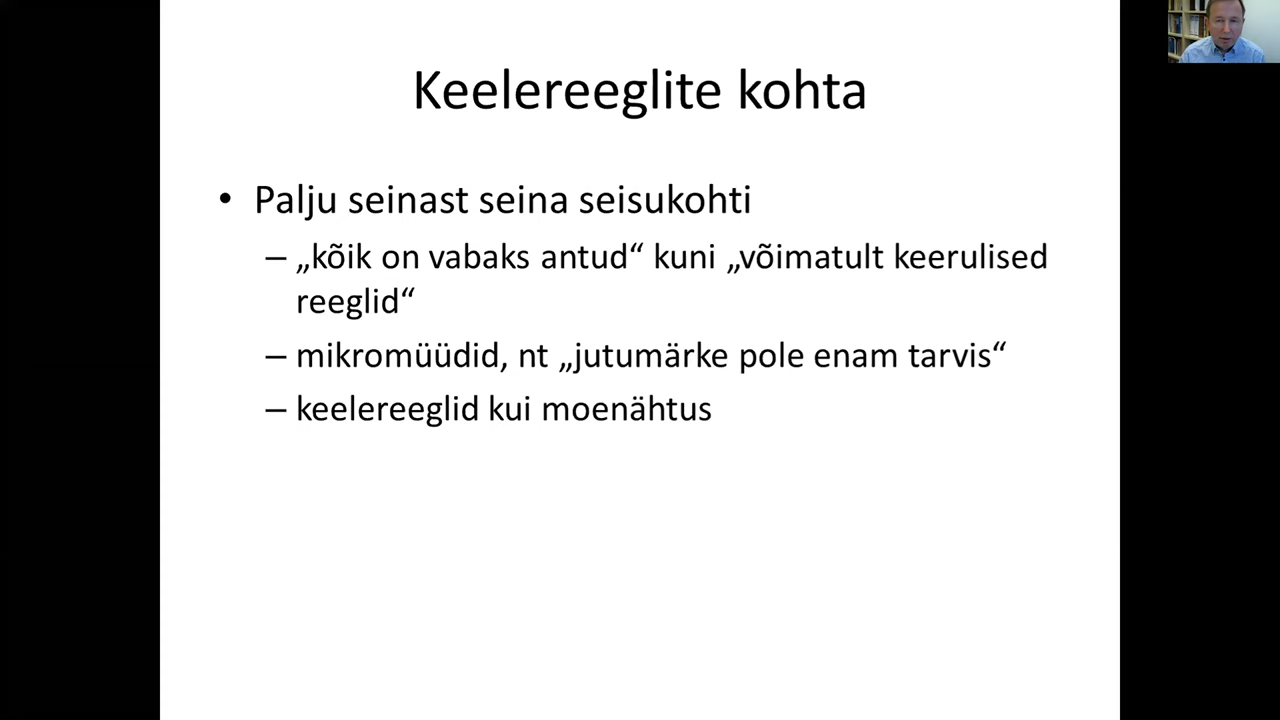 Keelereeglite kohta
• Palju seinast seina seisukohti
– „kõik on vabaks antud“ kuni „võimatult keerulised
reeglid“
– mikromüüdid, nt „jutumärke pole enam tarvis“
– keelereeglid kui moenähtus